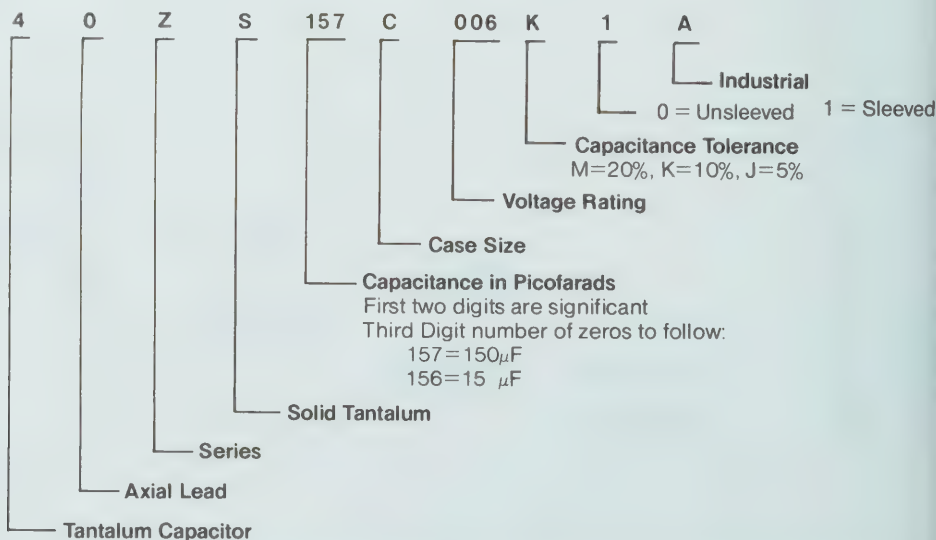 4 0 Z S 157 C 006 K 1 A
Industrial
0 = Unsleeved 1 = Sleeved
Capacitance Tolerance
M=20%, K=10%, J=5%
Voltage Rating
Case Size
Capacitance in Picofarads
First two digits are significant
Third Digit number of zeros to follow:
157=150μF
156=15 μF
Solid Tantalum
Series
Axial Lead
Tantalum Capacitor